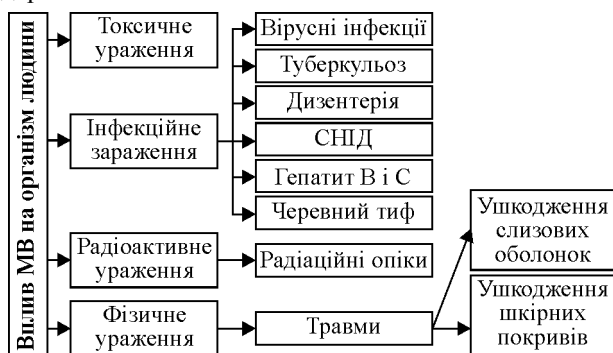 Вплив МВ на організм людини
Токсичне
ураження
Інфекційне
зараження
Радіоактивне
ураження
Фізичне
ураження
Вірусні інфекції
Туберкульоз
Дизентерія
СНІД
Гепатит В і С
Черевний тиф
Радіаційні опіки
Травми
Ушкодження
слизових
оболонок
Ушкодження
шкірних
покривів